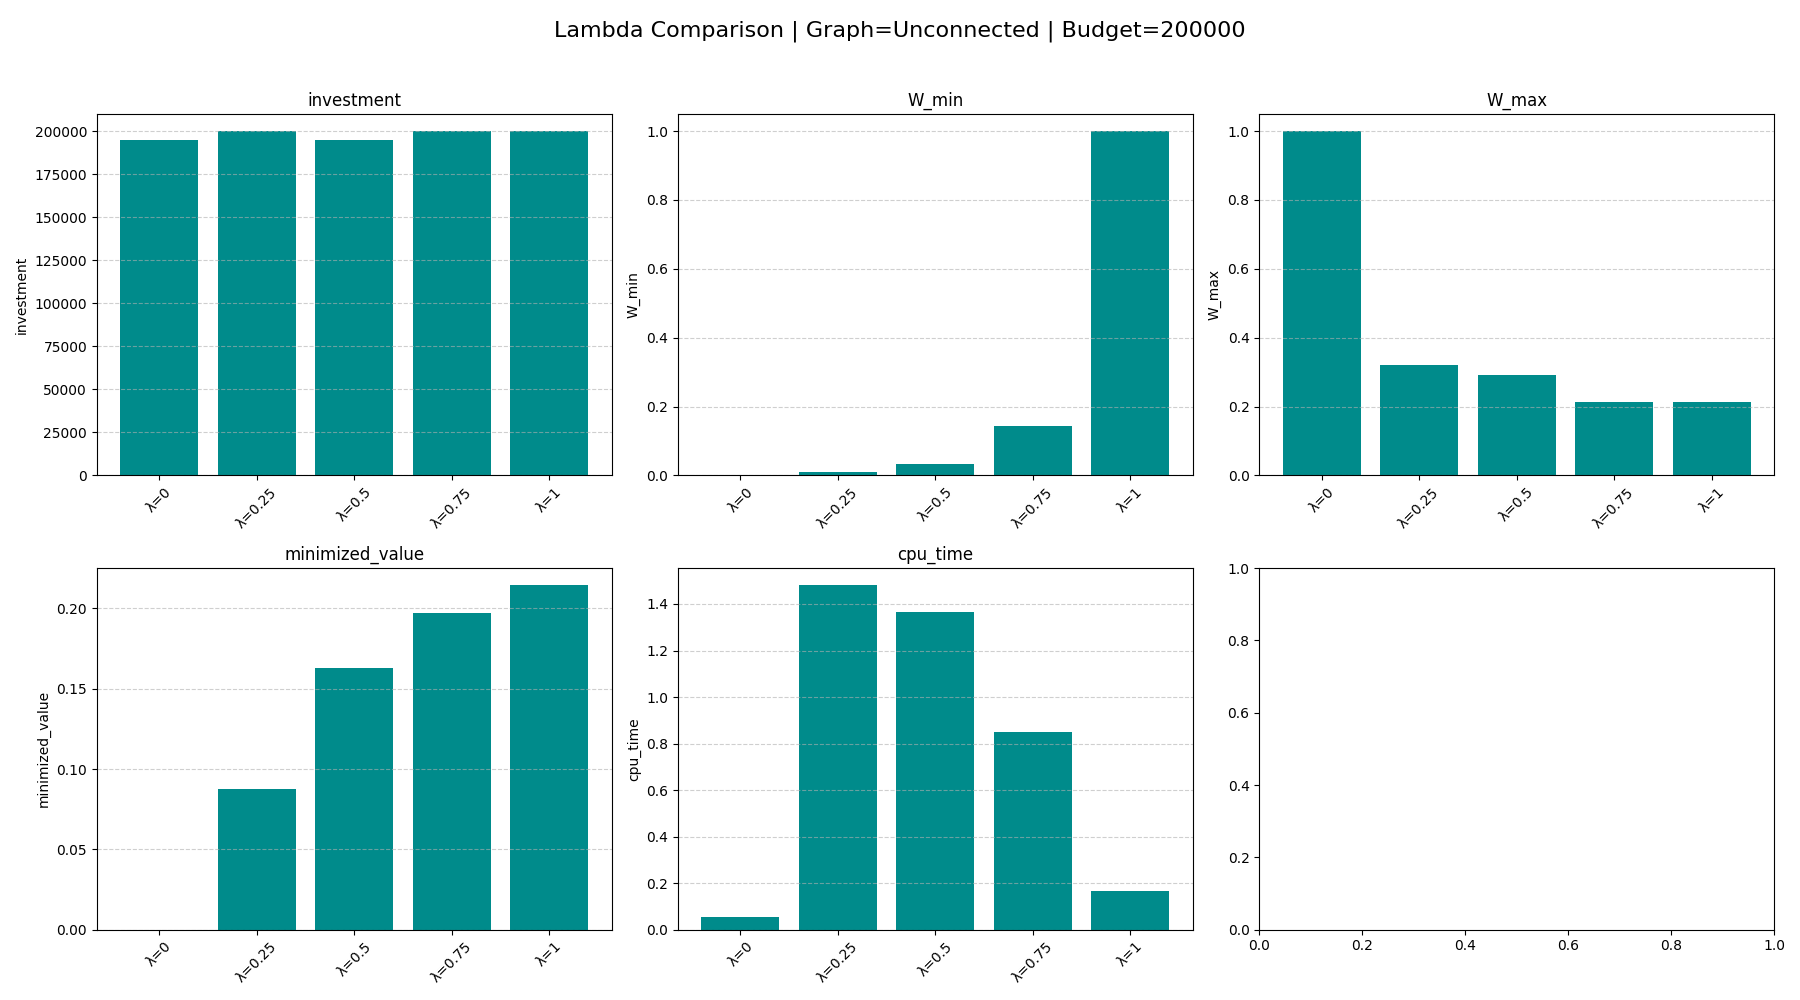 Lambda Comparison | Graph=Unconnected | Budget=200000
investment
200000
175000
150000
125000
100000
75000
50000
25000
0
investment
λ=0
λ=0.25
λ=0.5
λ=0.75
λ=1
W_min
1.0
0.8
0.6
0.4
0.2
0.0
W_min
λ=0
λ=0.25
λ=0.5
λ=0.75
λ=1
W_max
1.0
0.8
0.6
0.4
0.2
0.0
W_max
λ=0
λ=0.25
λ=0.5
λ=0.75
λ=1
minimized_value
0.20
0.15
0.10
0.05
0.00
minimized_value
λ=0
λ=0.25
λ=0.5
λ=0.75
λ=1
cpu_time
1.4
1.2
1.0
0.8
0.6
0.4
0.2
0.0
cpu_time
λ=0
λ=0.25
λ=0.5
λ=0.75
λ=1
1.0
0.8
0.6
0.4
0.2
0.0
0.0 0.2 0.4 0.6 0.8 1.0